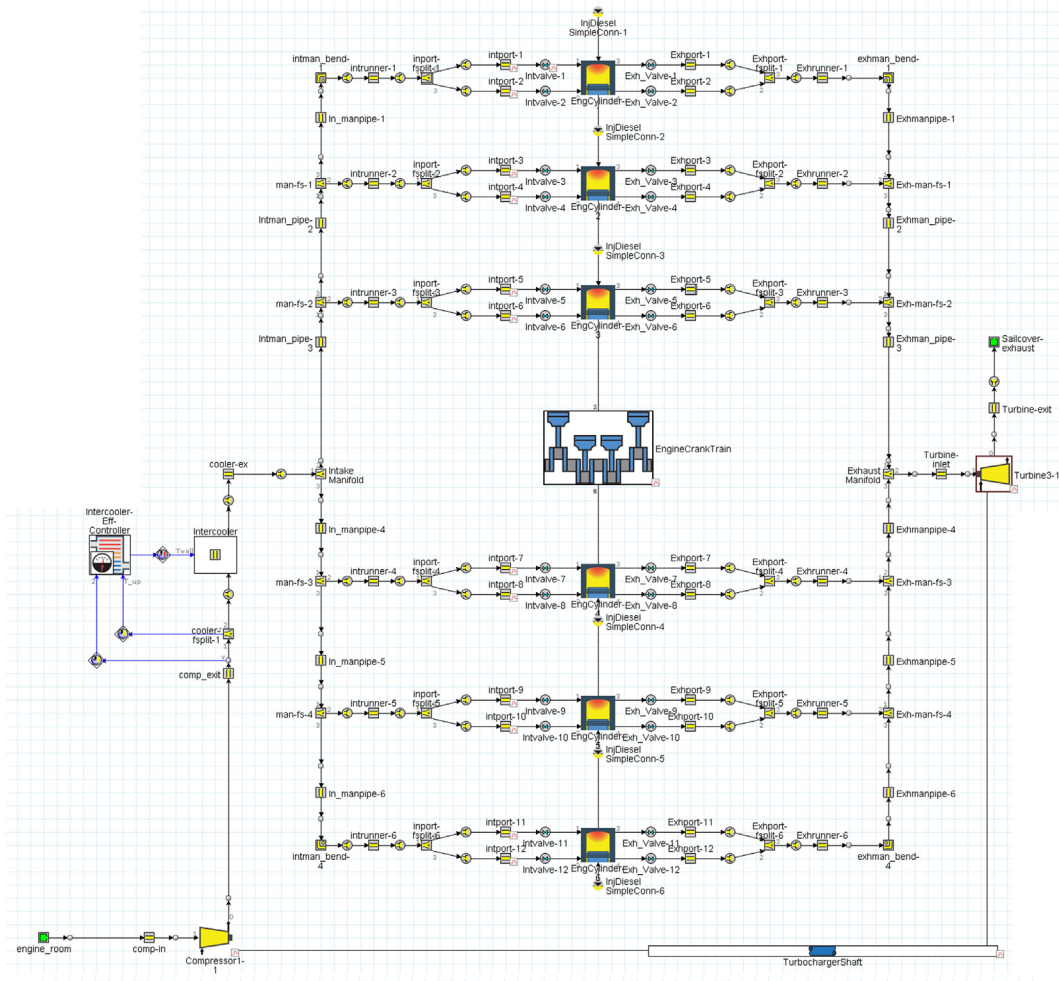 InjDiesel
SimpleConn-1
intman_bend-
1
intrunner-1
inport-
fsplit-1
intport-1
Intvalve-1
intport-2
Intvalve-2
EngCylinder-
Exh_Valve-1
Exh_Valve-2
Exhport-1
Exhport-2
Exhport-
fsplit-1
Exhrunner-1
exhman_bend-
1
In_manpipe-1
Exhmanpipe-1
InjDiesel
SimpleConn-2
man-fs-1
intrunner-2
inport-
fsplit-2
intport-3
Intvalve-3
intport-4
Intvalve-4
EngCylinder-
2
Exh_Valve-3
Exh_Valve-4
Exhport-3
Exhport-4
Exhport-
fsplit-2
Exhrunner-2
Exh-man-fs-1
Intman_pipe-
2
Exhman_pipe-
2
InjDiesel
SimpleConn-3
man-fs-2
intrunner-3
inport-
fsplit-3
intport-5
Intvalve-5
intport-6
Intvalve-6
EngCylinder-
3
Exh_Valve-5
Exh_Valve-6
Exhport-5
Exhport-6
Exhport-
fsplit-3
Exhrunner-3
Exh-man-fs-2
Intman_pipe-
3
Exhman_pipe-
3
Sailcover-
exhaust
Turbine-exit
EngineCrankTrain
cooler-ex
Intake
Manifold
Exhaust
Manifold
Turbine-
inlet
Turbine3-1
Intercooler-
Eff-
Controller
Intercooler
Twall
T_up
In_manpipe-4
Exhmanpipe-4
man-fs-3
intrunner-4
inport-
fsplit-4
intport-7
Intvalve-7
intport-8
Intvalve-8
EngCylinder-
4
Exh_Valve-7
Exh_Valve-8
Exhport-7
Exhport-8
Exhport-
fsplit-4
Exhrunner-4
Exh-man-fs-3
InjDiesel
SimpleConn-4
cooler-
fsplit-1
comp_exit
In_manpipe-5
Exhmanpipe-5
man-fs-4
intrunner-5
inport-
fsplit-5
intport-9
Intvalve-9
intport-10
Intvalve-10
EngCylinder-
5
Exh_Valve-9
Exh_Valve-10
Exhport-9
Exhport-10
Exhport-
fsplit-5
Exhrunner-5
Exh-man-fs-4
InjDiesel
SimpleConn-5
In_manpipe-6
Exhmanpipe-6
intman_bend-
4
intrunner-6
inport-
fsplit-6
intport-11
Intvalve-11
intport-12
Intvalve-12
EngCylinder-
6
Exh_Valve-11
Exh_Valve-12
Exhport-11
Exhport-12
Exhport-
fsplit-6
Exhrunner-6
exhman_bend-
4
InjDiesel
SimpleConn-6
engine_room
comp-in
Compressor1-
1
TurbochargerShaft